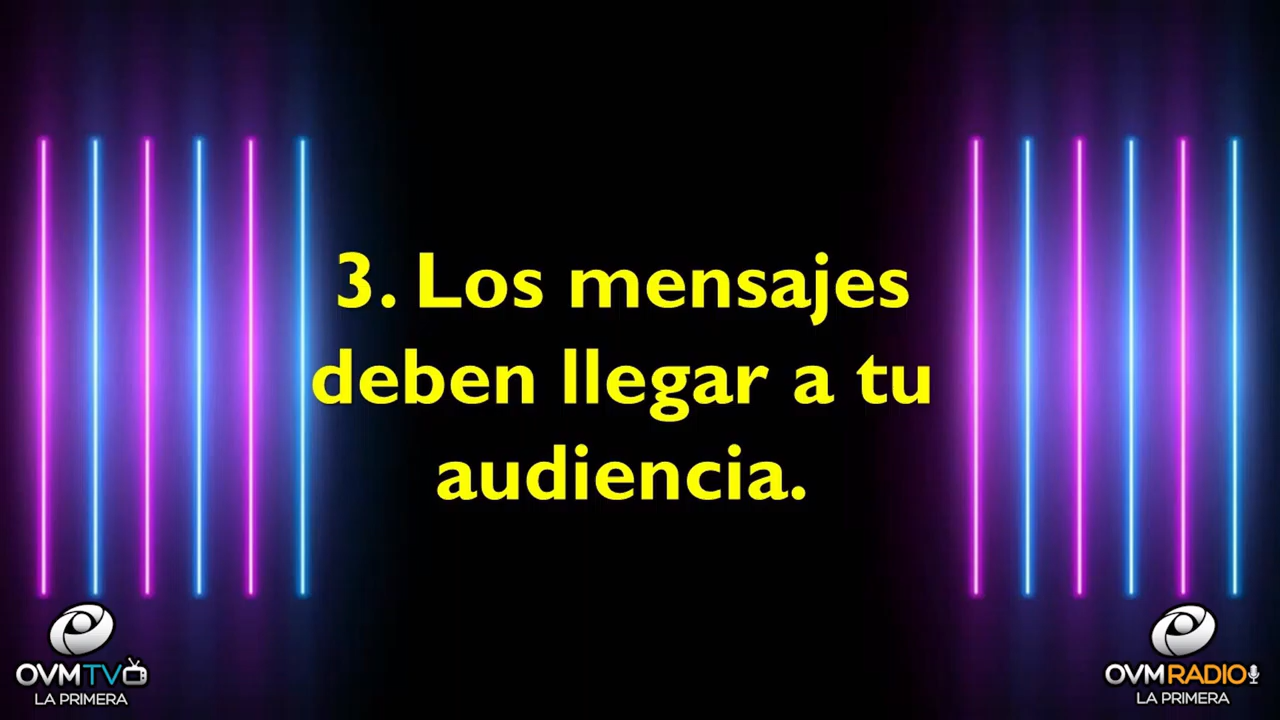 3. Los mensajes
deben llegar a tu
audiencia.
OVMTV
LA PRIMERA
OVMRADIO
LA PRIMERA